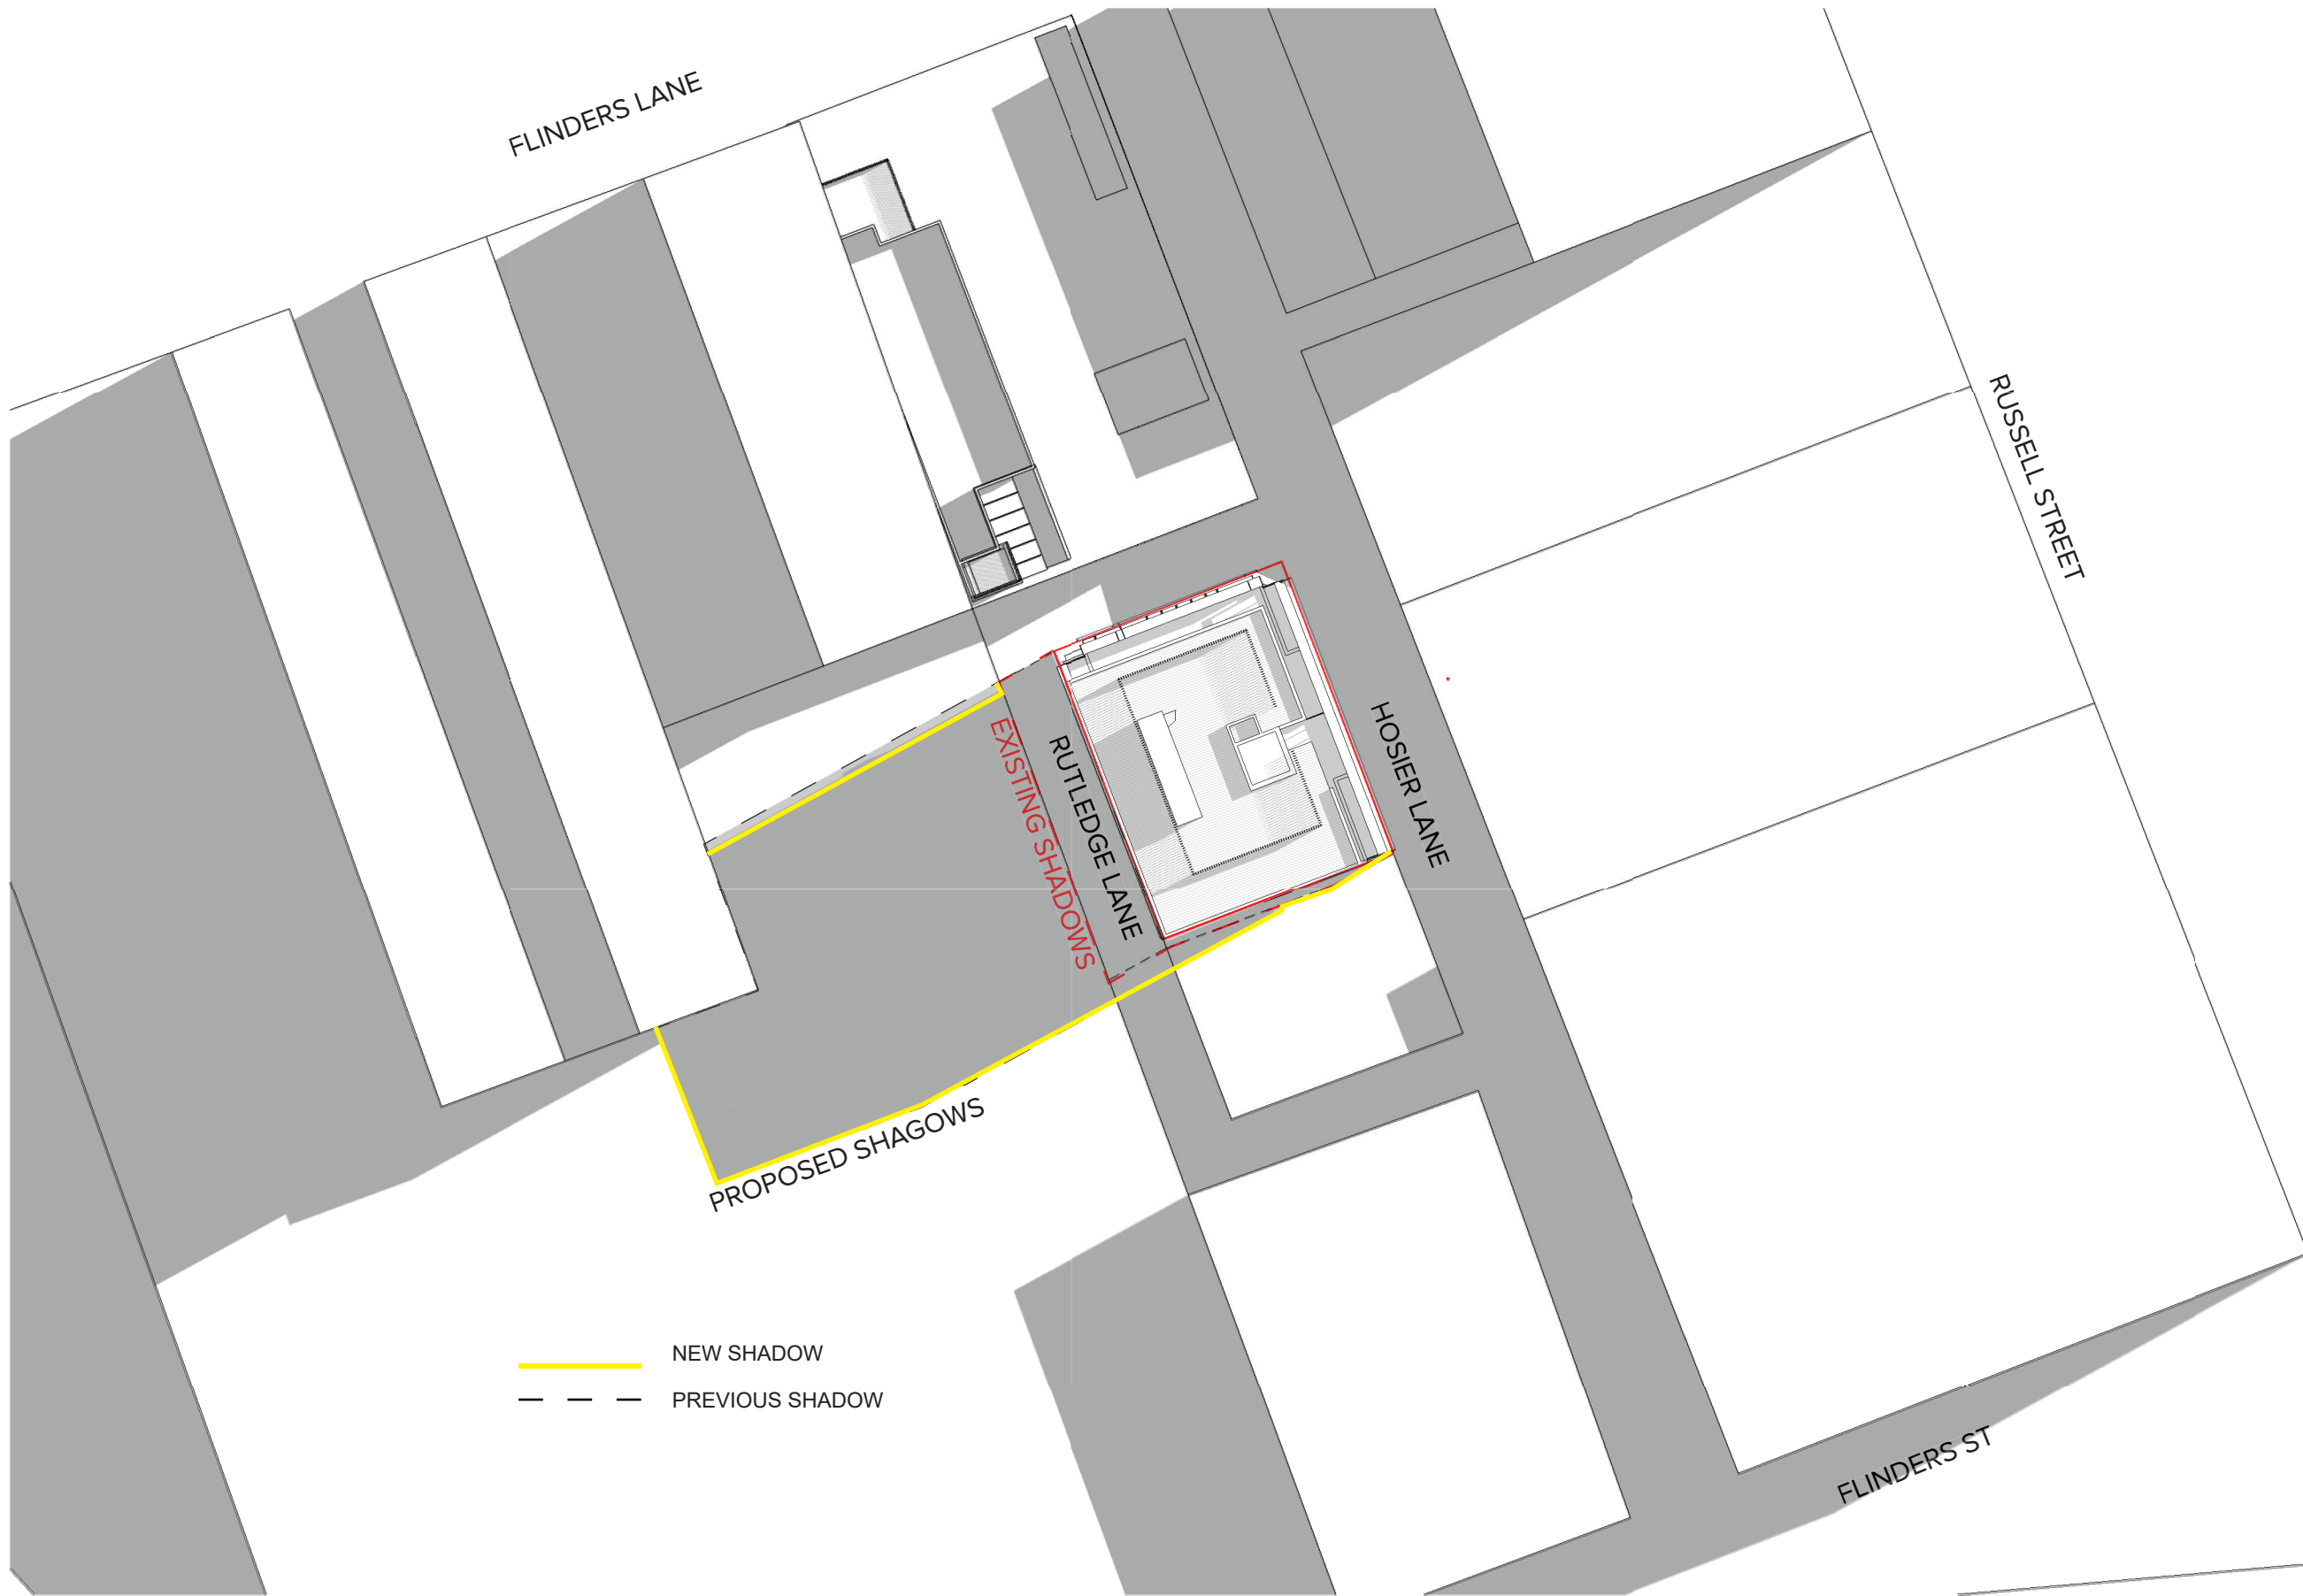 FLINDERS LANE
RUSSELL STREET
HOSIER LANE
RUTLEDGE LANE
EXISTING SHADOWS
PROPOSED SHAGOWS
NEW SHADOW
PREVIOUS SHADOW
FLINDERS ST